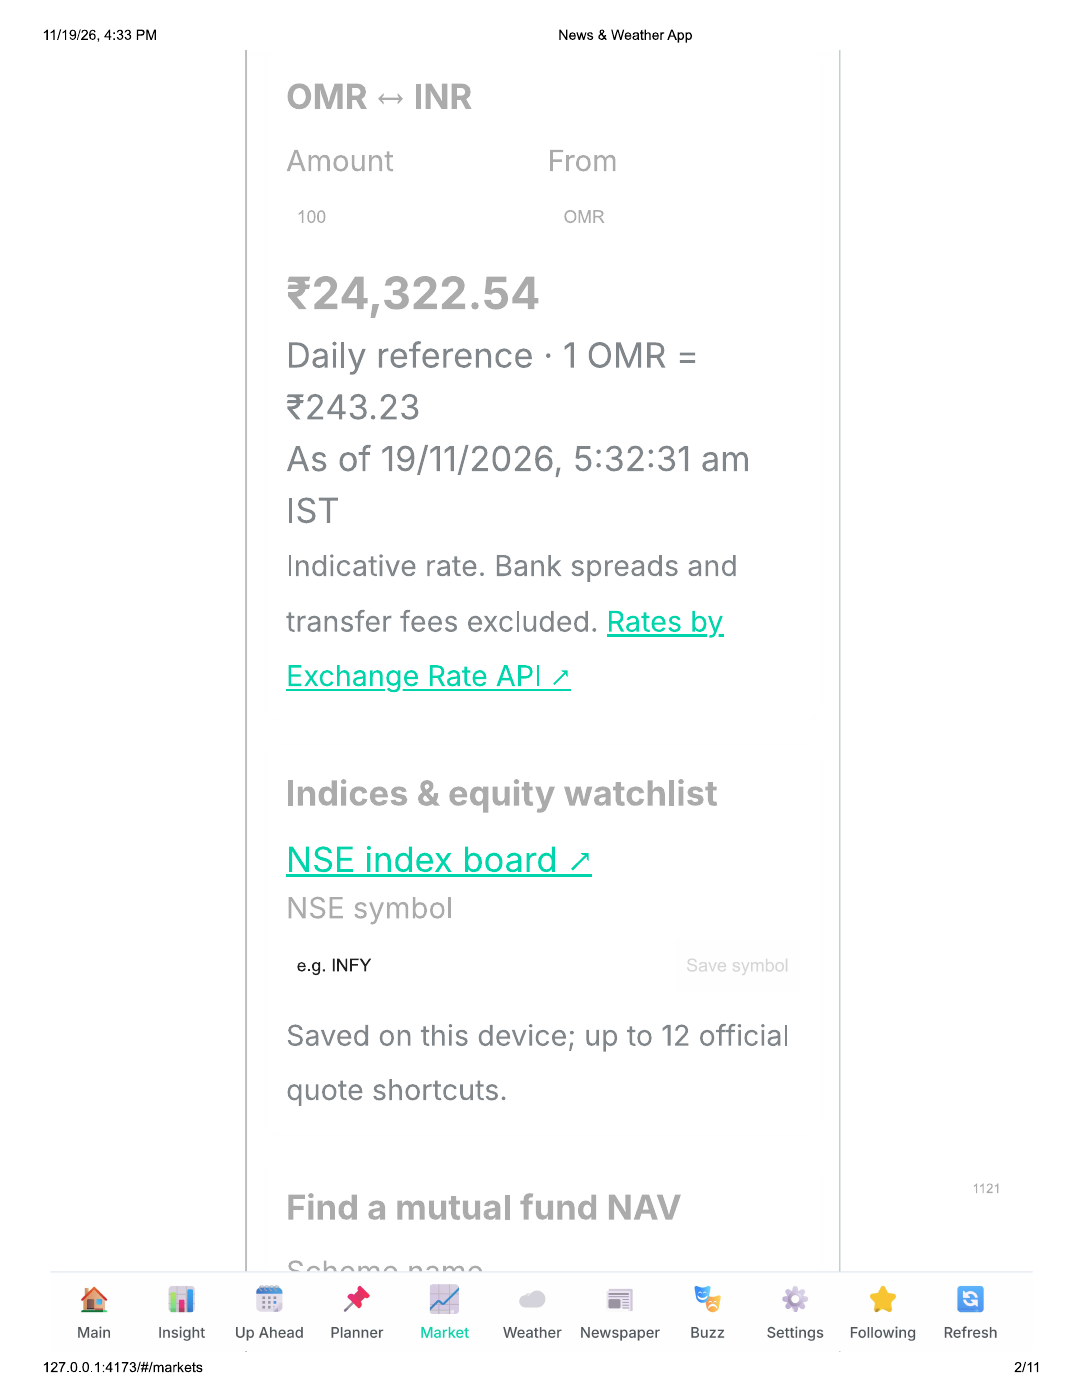 11/19/26, 4:33 PM News & Weather App
OMR ↔ INR
Amount From
100 OMR
₹24,322.54
Daily reference · 1 OMR =
₹243.23
As of 19/11/2026, 5:32:31 am
IST
Indicative rate. Bank spreads and
transfer fees excluded. Rates by
Exchange Rate API ↗
Indices & equity watchlist
NSE index board ↗
NSE symbol
e.g. INFY Save symbol
Saved on this device; up to 12 official
quote shortcuts.
Find a mutual fund NAV
1121
Scheme name
Main Insight Up Ahead Planner Market Weather Newspaper Buzz Settings Following Refresh
127.0.0.1:4173/#/markets 2/11